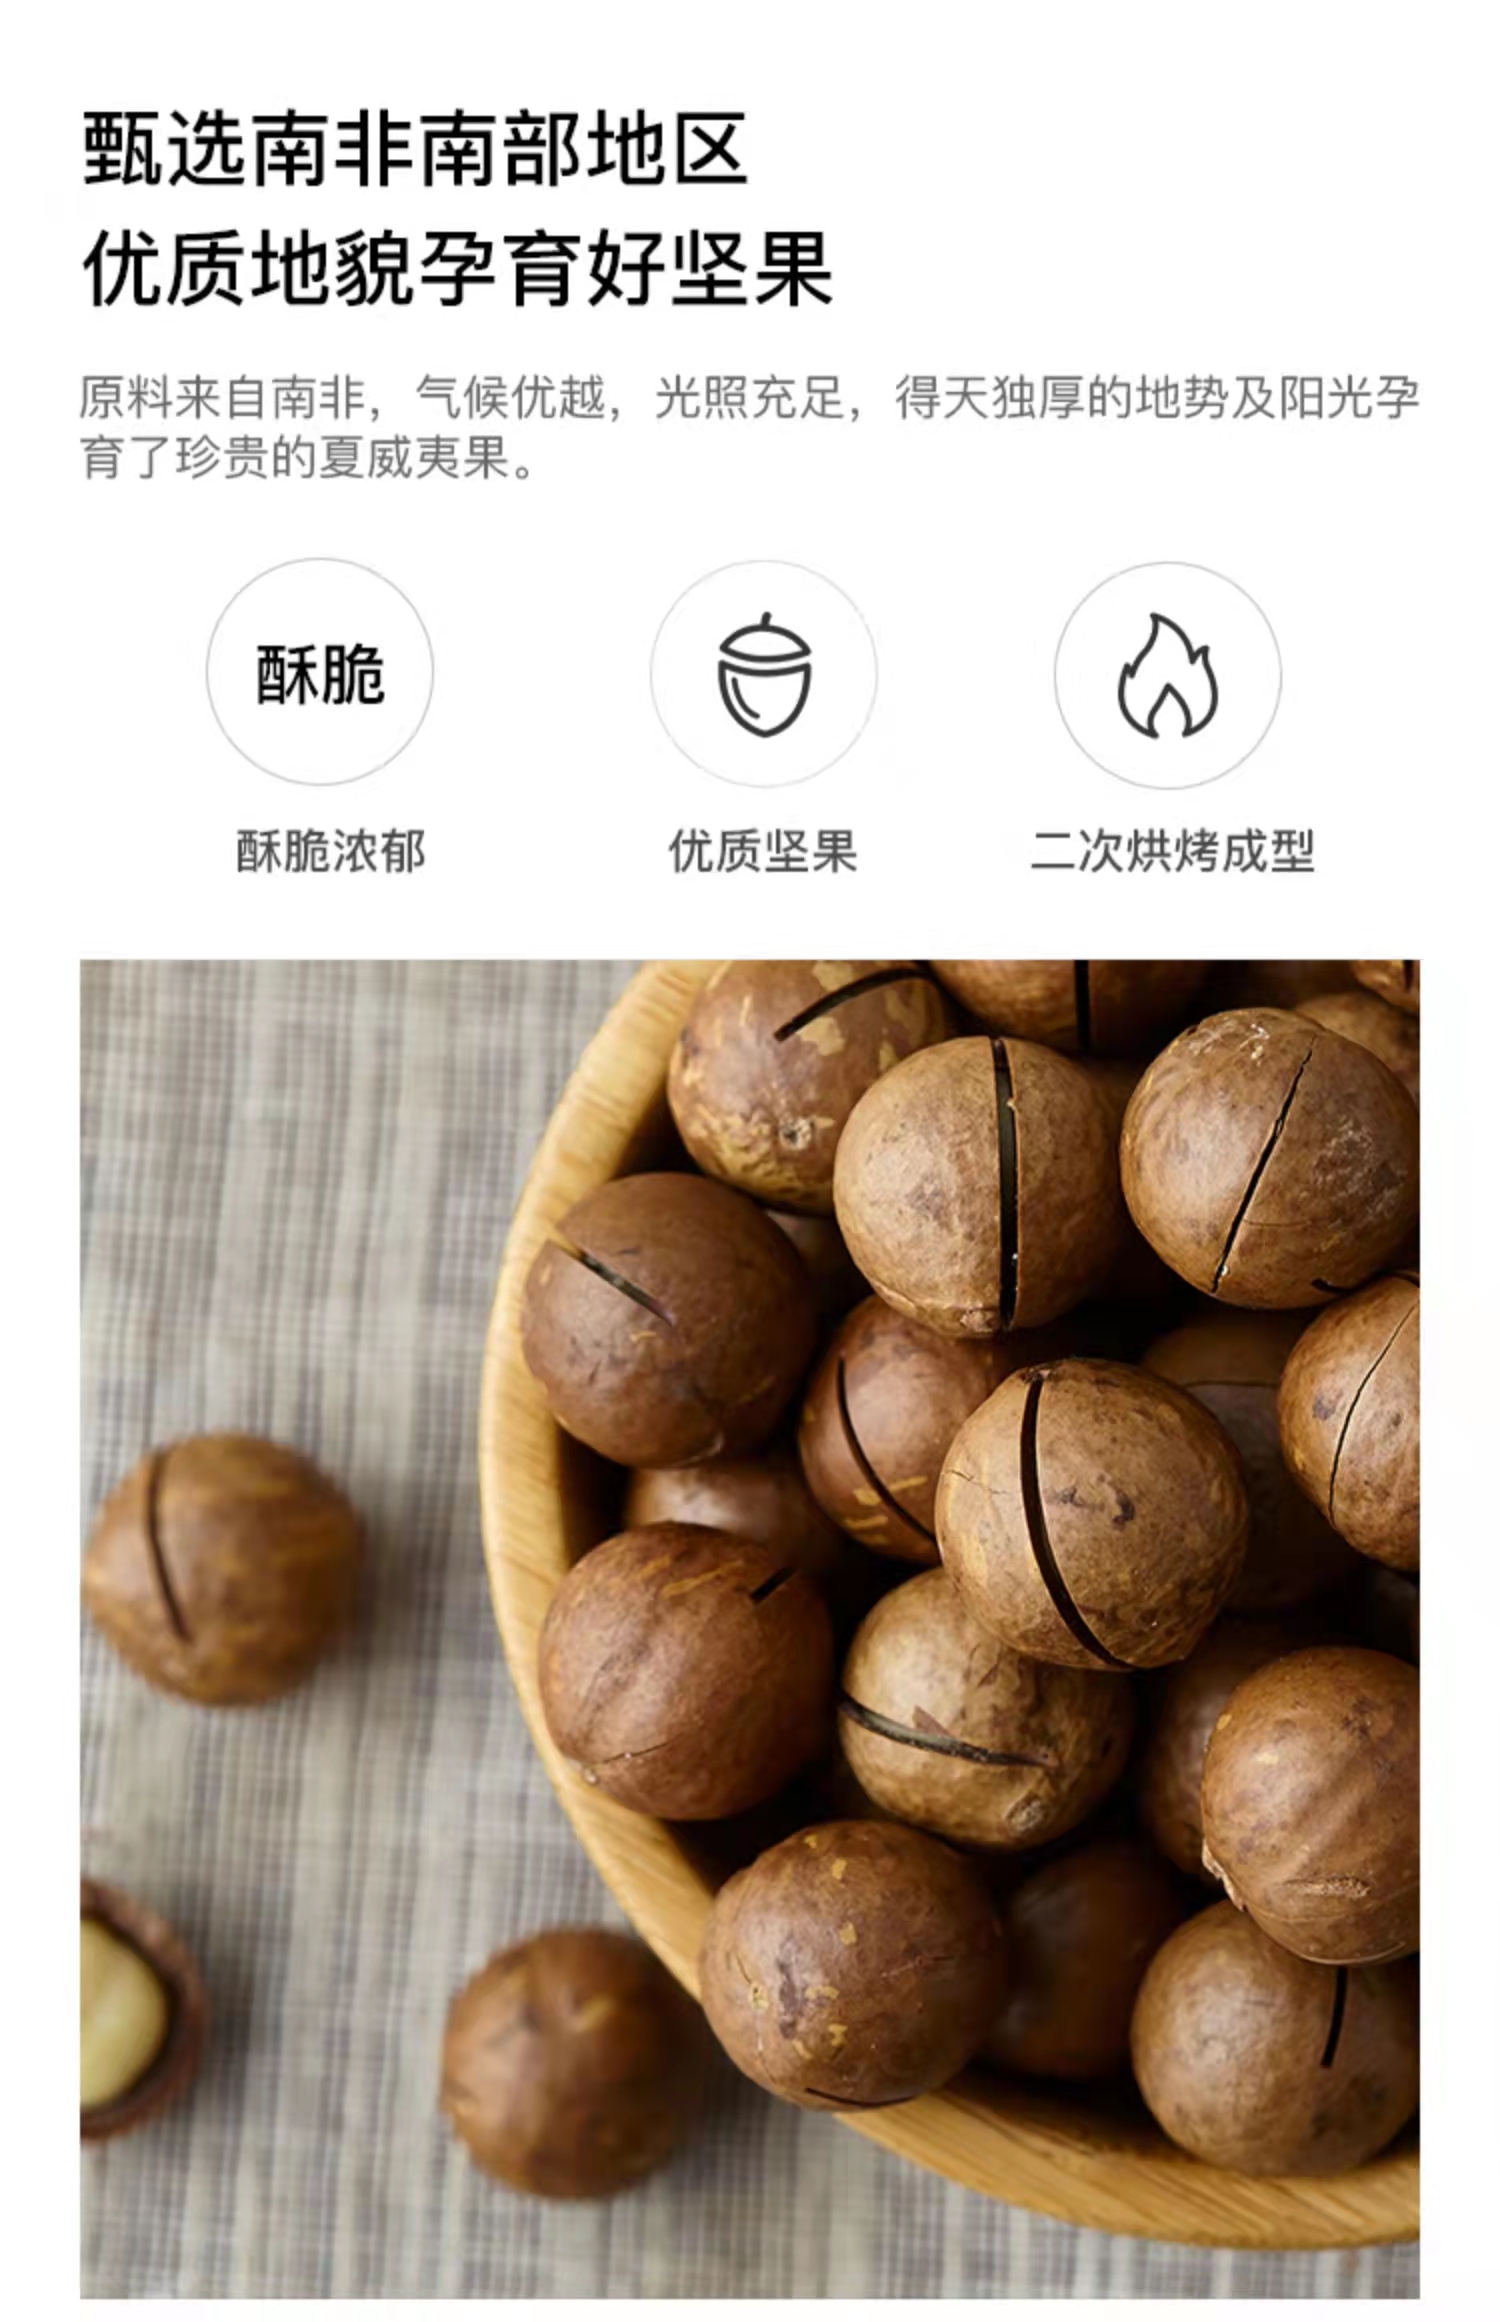 甄选南非南部地区
优质地貌孕育好坚果
原料来自南非，气候优越，光照充足，得天独厚的地势及阳光孕
育了珍贵的夏威夷果。
酥脆
酥脆浓郁
优质坚果
二次烘烤成型